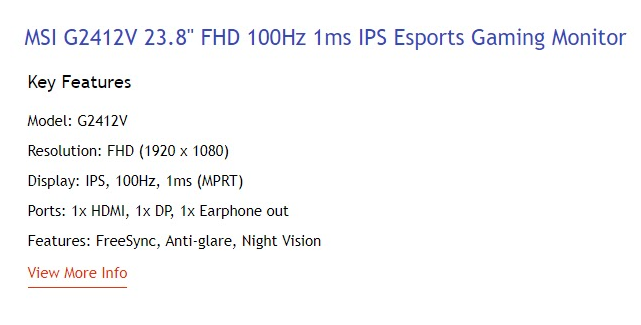 MSI G2412V 23.8" FHD 100Hz 1ms IPS Esports Gaming Monitor
Key Features
Model: G2412V
Resolution: FHD (1920 x 1080)
Display: IPS, 100Hz, 1ms (MPRT)
Ports: 1x HDMI, 1x DP, 1x Earphone out
Features: FreeSync, Anti-glare, Night Vision
View More Info